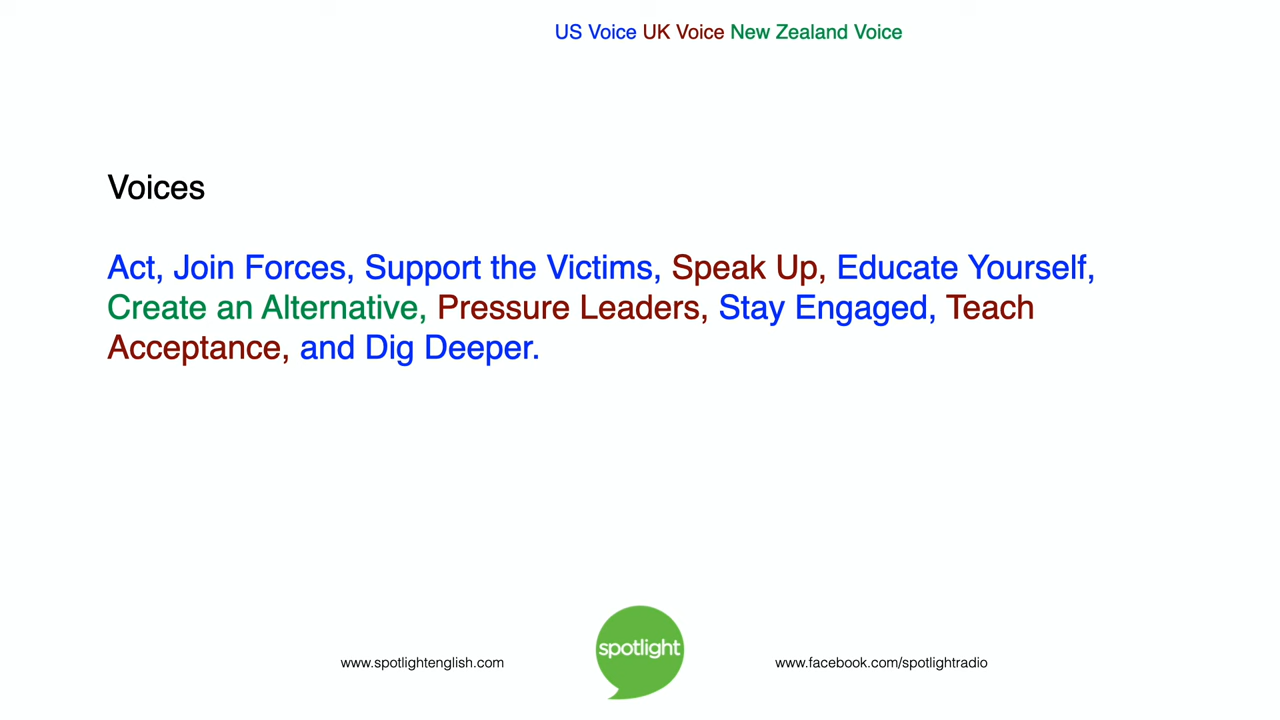 US Voice UK Voice New Zealand Voice
Voices
Act, Join Forces, Support the Victims, Speak Up, Educate Yourself,
Create an Alternative, Pressure Leaders, Stay Engaged, Teach
Acceptance, and Dig Deeper.
spotlight
www.spotlightenglish.com
www.facebook.com/spotlightradio